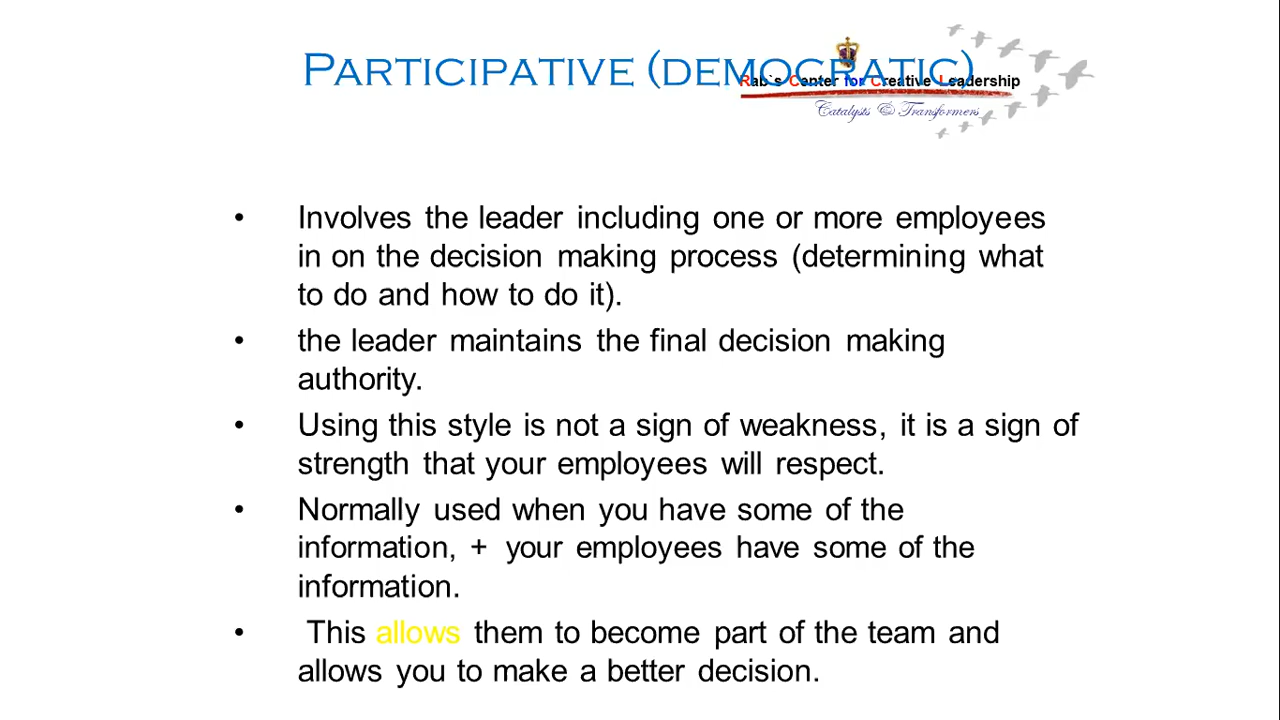 PARTICIPATIVE (DEMOCRATIC)
Rab`s Center for Creative Leadership
Catalysts & Transformers
• Involves the leader including one or more employees
in on the decision making process (determining what
to do and how to do it).
• the leader maintains the final decision making
authority.
• Using this style is not a sign of weakness, it is a sign of
strength that your employees will respect.
• Normally used when you have some of the
information, + your employees have some of the
information.
• This allows them to become part of the team and
allows you to make a better decision.